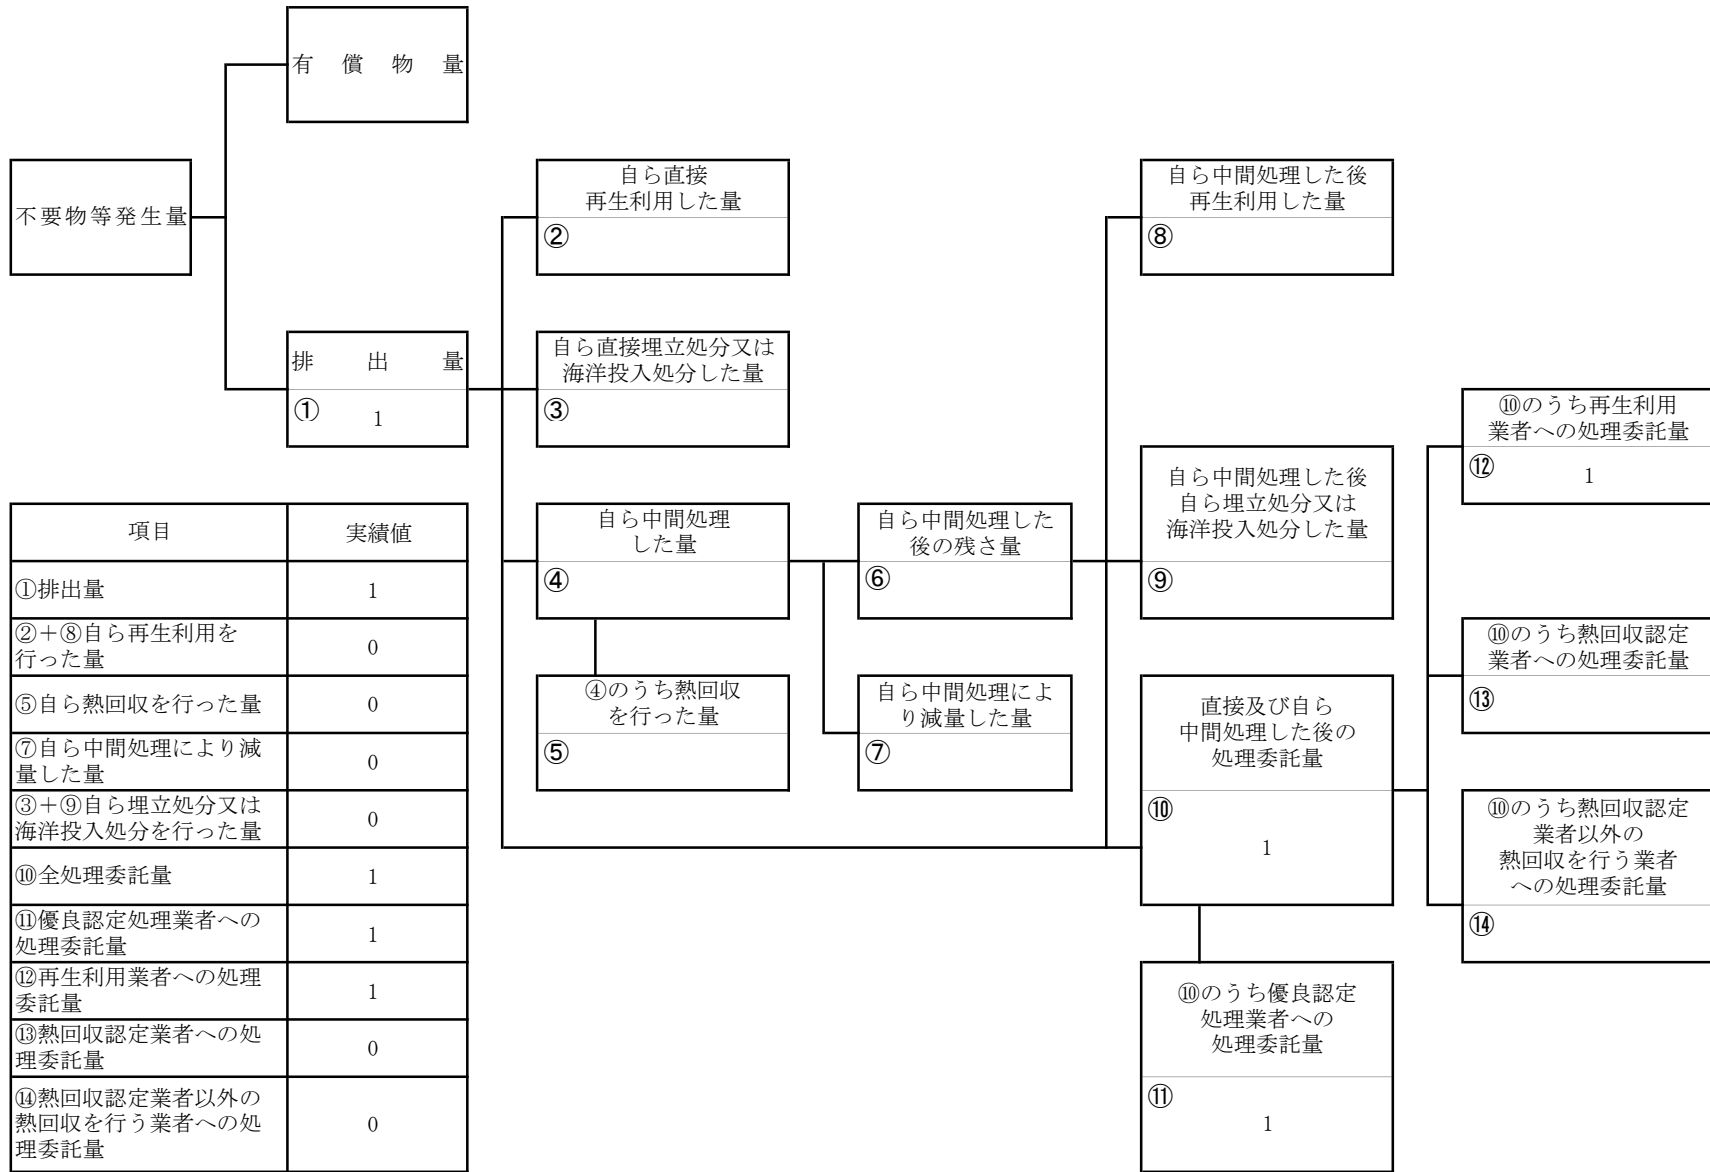 有償物量
不要物等発生量
排出量
①
1
自ら直接
再生利用した量
②
自ら直接埋立処分又は
海洋投入処分した量
③
自ら中間処理
した量
④
④のうち熱回収
を行った量
⑤
自ら中間処理した
後の残さ量
⑥
自ら中間処理によ
り減量した量
⑦
自ら中間処理した後
再生利用した量
⑧
自ら中間処理した後
自ら埋立処分又は
海洋投入処分した量
⑨
直接及び自ら
中間処理した後の
処理委託量
⑩
1
⑩のうち優良認定
処理業者への
処理委託量
⑪
1
⑩のうち再生利用
業者への処理委託量
⑫
1
⑩のうち熱回収認定
業者への処理委託量
⑬
⑩のうち熱回収認定
業者以外の
熱回収を行う業者
への処理委託量
⑭
項目 実績値
①排出量 1
②+⑧自ら再生利用を
行った量 0
⑤自ら熱回収を行った量 0
⑦自ら中間処理により減
量した量 0
③+⑨自ら埋立処分又は
海洋投入処分を行った量 0
⑩全処理委託量 1
⑪優良認定処理業者への
処理委託量 1
⑫再生利用業者への処理
委託量 1
⑬熱回収認定業者への処
理委託量 0
⑭熱回収認定業者以外の
熱回収を行う業者への処
理委託量 0